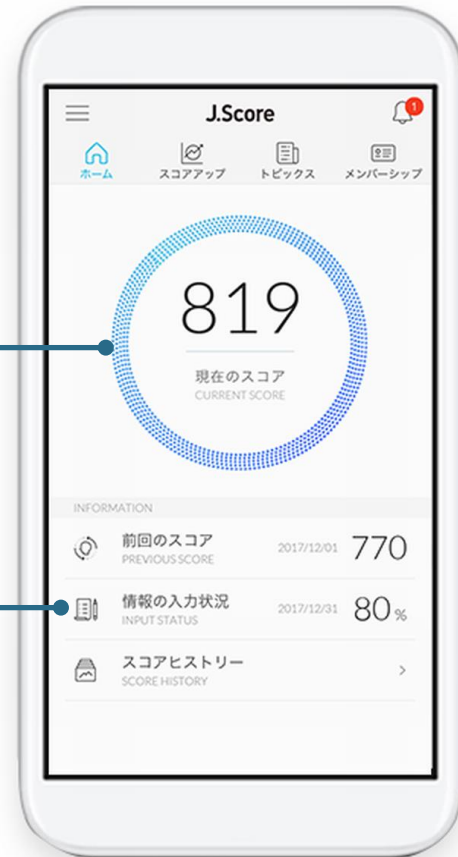 J.Score
1
ホーム
スコアアップ
トピックス
メンバーシップ
819
現在のスコア
CURRENT SCORE
INFORMATION
前回のスコア
PREVIOUS SCORE
2017/12/01
770
情報の入力状況
INPUT STATUS
2017/12/31
80%
スコアヒストリー
SCORE HISTORY